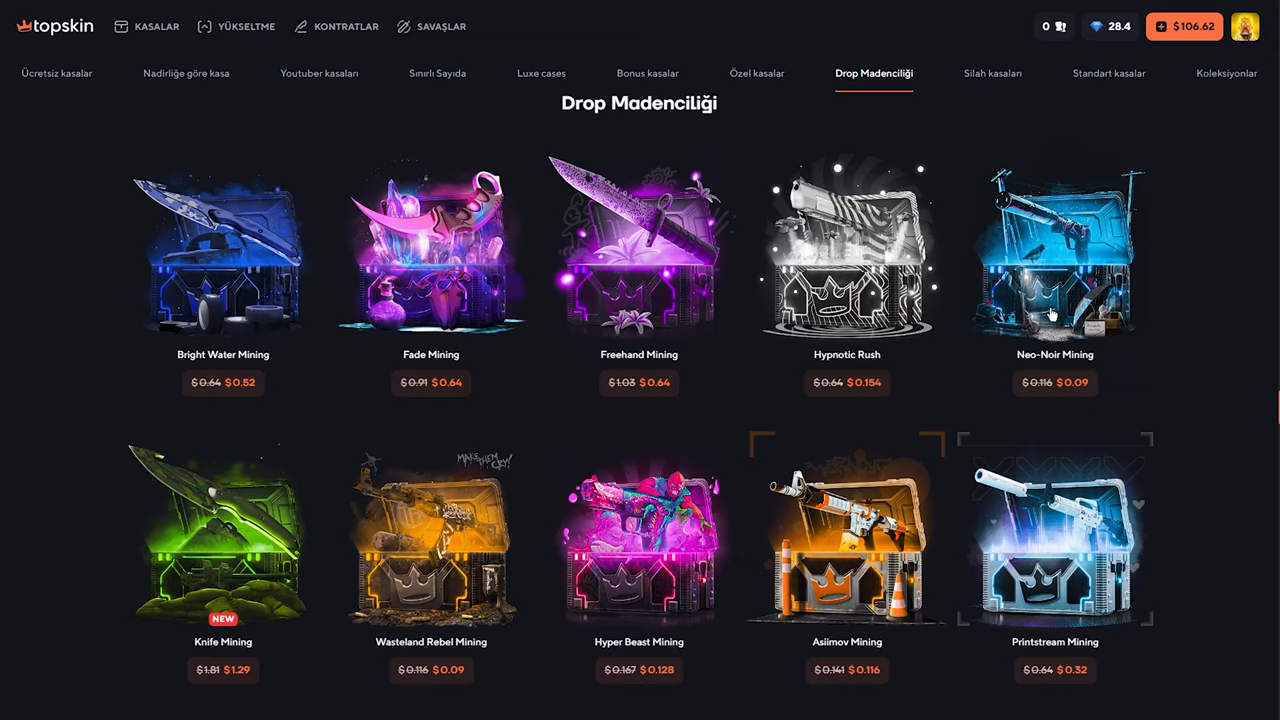 topskin KASALAR YÜKSELTME KONTRATLAR SAVAŞLAR 0 28.4 $106.62
Ücretsiz kasalar Nadirliğe göre kasa Youtuber kasaları Sınırlı Sayıda Luxe cases Bonus kasalar Özel kasalar Drop Madenciliği Silah kasaları Standart kasalar Koleksiyonlar
Drop Madenciliği
Bright Water Mining Fade Mining Freehand Mining Hypnotic Rush Neo-Noir Mining
$0.64 $0.52 $0.91 $0.64 $1.03 $0.64 $0.64 $0.154 $0.116 $0.09
MAKE THEM CRY!
NEW
Knife Mining Wasteland Rebel Mining Hyper Beast Mining Asiimov Mining Printstream Mining
$1.81 $1.29 $0.116 $0.09 $0.167 $0.128 $0.141 $0.116 $0.64 $0.32